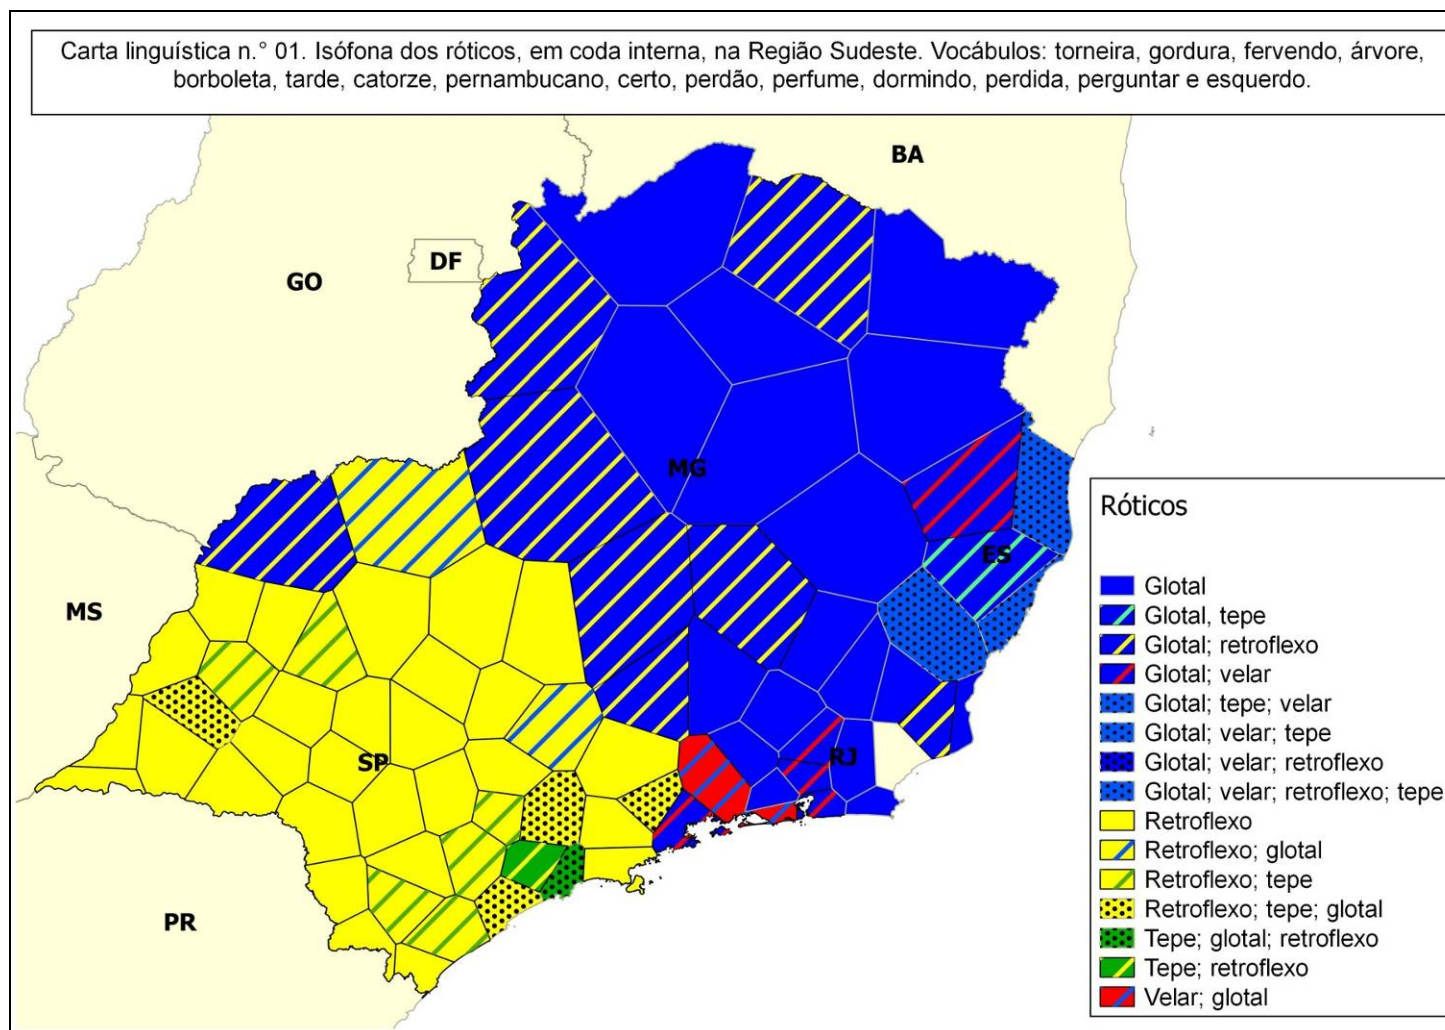 Carta linguística n.° 01. Isófona dos róticos, em coda interna, na Região Sudeste. Vocábulos: torneira, gordura, fervendo, árvore,
borboleta, tarde, catorze, pernambucano, certo, perdão, perfume, dormindo, perdida, perguntar e esquerdo.
BA
DF
GO
MG
ES
MS
RJ
SP
PR
Róticos
Glotal
Glotal, tepe
Glotal; retroflexo
Glotal; velar
Glotal; tepe; velar
Glotal; velar; tepe
Glotal; velar; retroflexo
Glotal; velar; retroflexo; tepe
Retroflexo
Retroflexo; glotal
Retroflexo; tepe
Retroflexo; tepe; glotal
Tepe; glotal; retroflexo
Tepe; retroflexo
Velar; glotal